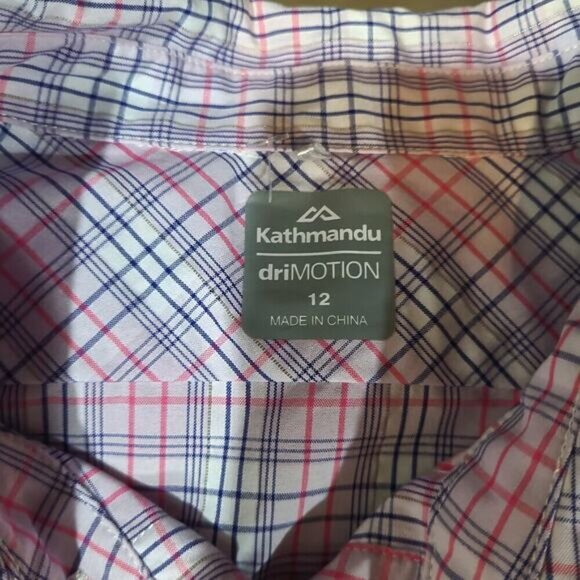 Kathmandu
driMOTION
12
MADE IN CHINA